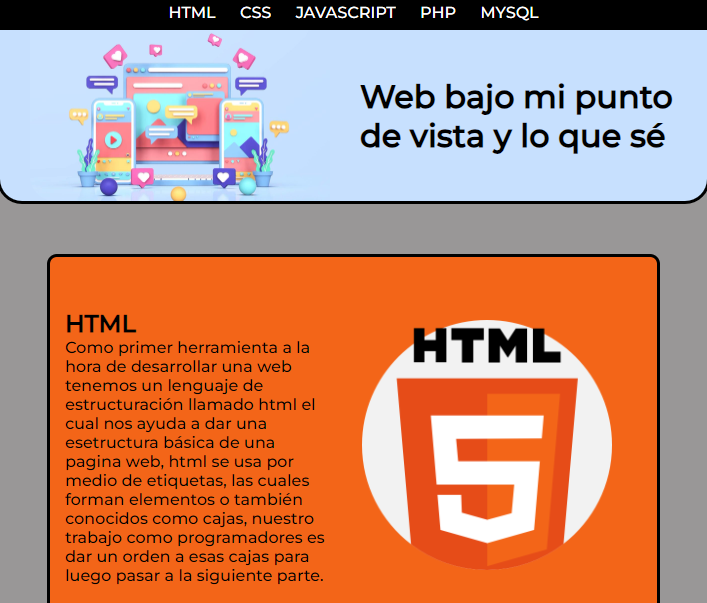 HTML CSS JAVASCRIPT PHP MYSQL
Web bajo mi punto
de vista y lo que sé
HTML
Como primer herramienta a la
hora de desarrollar una web
tenemos un lenguaje de
estructuración llamado html el
cual nos ayuda a dar una
esetructura básica de una
pagina web, html se usa por
medio de etiquetas, las cuales
forman elementos o también
conocidos como cajas, nuestro
trabajo como programadores es
dar un orden a esas cajas para
luego pasar a la siguiente parte.
HTML
5